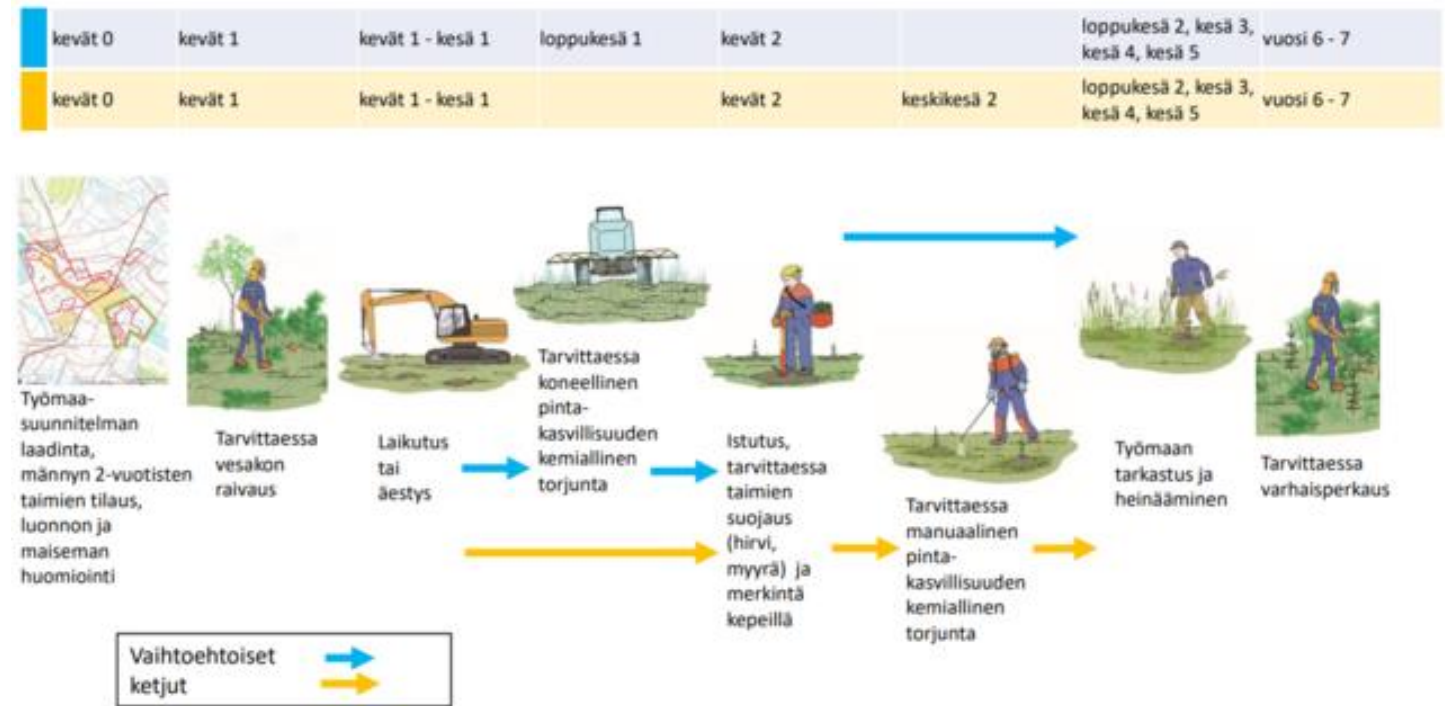 kevät 0 kevät 1 kevät 1 - kesä 1 loppukesä 1 kevät 2 loppukesä 2, kesä 3, vuosi 6 - 7
kesä 4, kesä 5
kevät 0 kevät 1 kevät 1 - kesä 1 kevät 2 keskikesä 2 loppukesä 2, kesä 3, vuosi 6 - 7
kesä 4, kesä 5
Työmaa-
suunnitelman
laadinta,
männyn 2-vuotisten
taimien tilaus,
luonnon ja
maiseman
huomiointi
Tarvittaessa
vesakon
raivaus
Laikutus
tai
äestys
Tarvittaessa
koneellinen
pinta-
kasvillisuuden
kemiallinen
torjunta
Istutus,
tarvittaessa
taimien
suojaus
(hirvi,
myyrä) ja
merkintä
kepeillä
Tarvittaessa
manuaalinen
pinta-
kasvillisuuden
kemiallinen
torjunta
Työmaan
tarkastus ja
heinääminen
Tarvittaessa
varhaisperkaus
Vaihtoehtoiset
ketjut